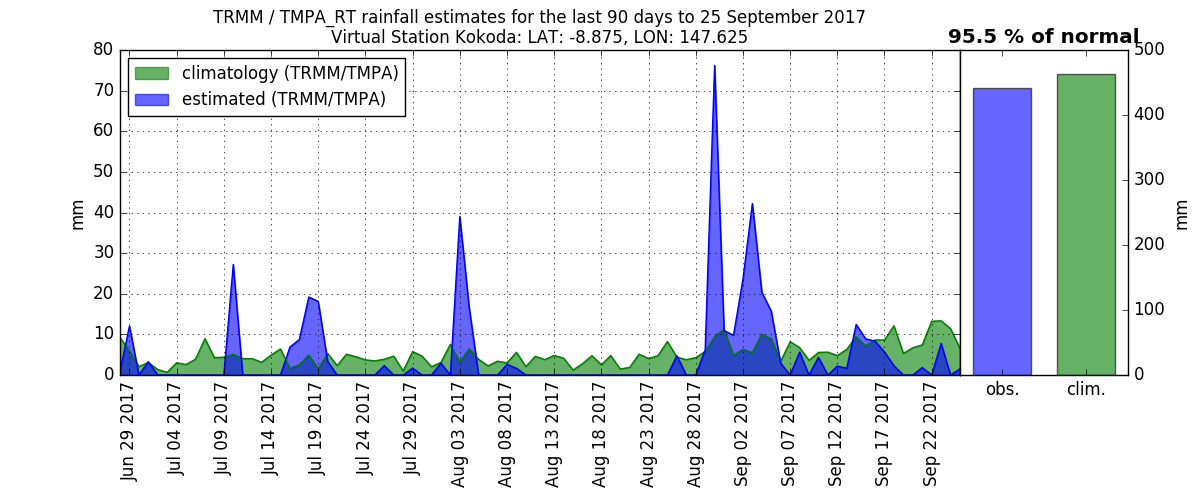 TRMM / TMPA_RT rainfall estimates for the last 90 days to 25 September 2017
Virtual Station Kokoda: LAT: -8.875, LON: 147.625
95.5 % of normal
climatology (TRMM/TMPA)
estimated (TRMM/TMPA)
80
70
60
50
40
30
20
10
0
mm
500
400
300
200
100
0
mm
obs.
clim.
Jun 29 2017
Jul 04 2017
Jul 09 2017
Jul 14 2017
Jul 19 2017
Jul 24 2017
Jul 29 2017
Aug 03 2017
Aug 08 2017
Aug 13 2017
Aug 18 2017
Aug 23 2017
Aug 28 2017
Sep 02 2017
Sep 07 2017
Sep 12 2017
Sep 17 2017
Sep 22 2017